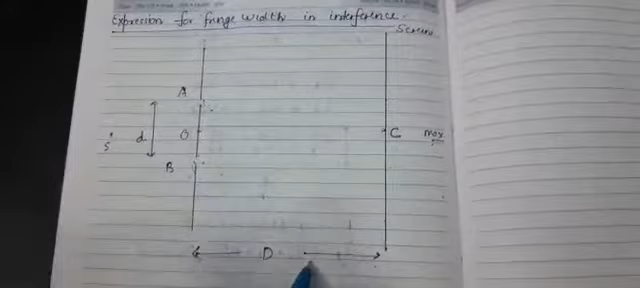 Expression for fringe width in interference.
Screen
A
d
O
S
B
C
max
D